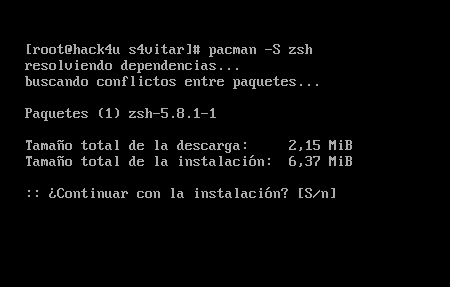 [root@hack4u s4vitar]# pacman -S zsh
resolviendo dependencias...
buscando conflictos entre paquetes...
Paquetes (1) zsh-5.8.1-1
Tamaño total de la descarga: 2,15 MiB
Tamaño total de la instalación: 6,37 MiB
:: ¿Continuar con la instalación? [S/n]